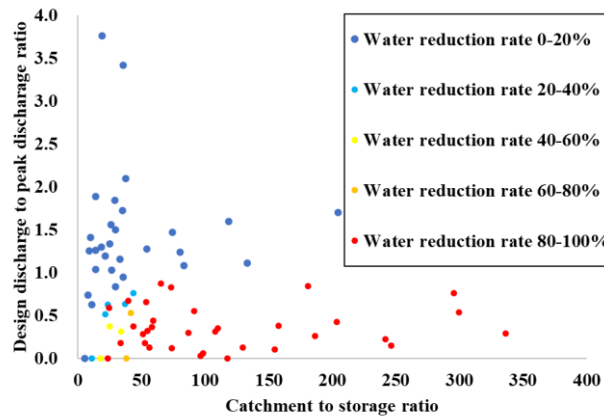 Design discharge to peak discharage ratio
4.0
3.5
3.0
2.5
2.0
1.5
1.0
0.5
0.0
Water reduction rate 0-20%
Water reduction rate 20-40%
Water reduction rate 40-60%
Water reduction rate 60-80%
Water reduction rate 80-100%
0 50 100 150 200 250 300 350 400
Catchment to storage ratio